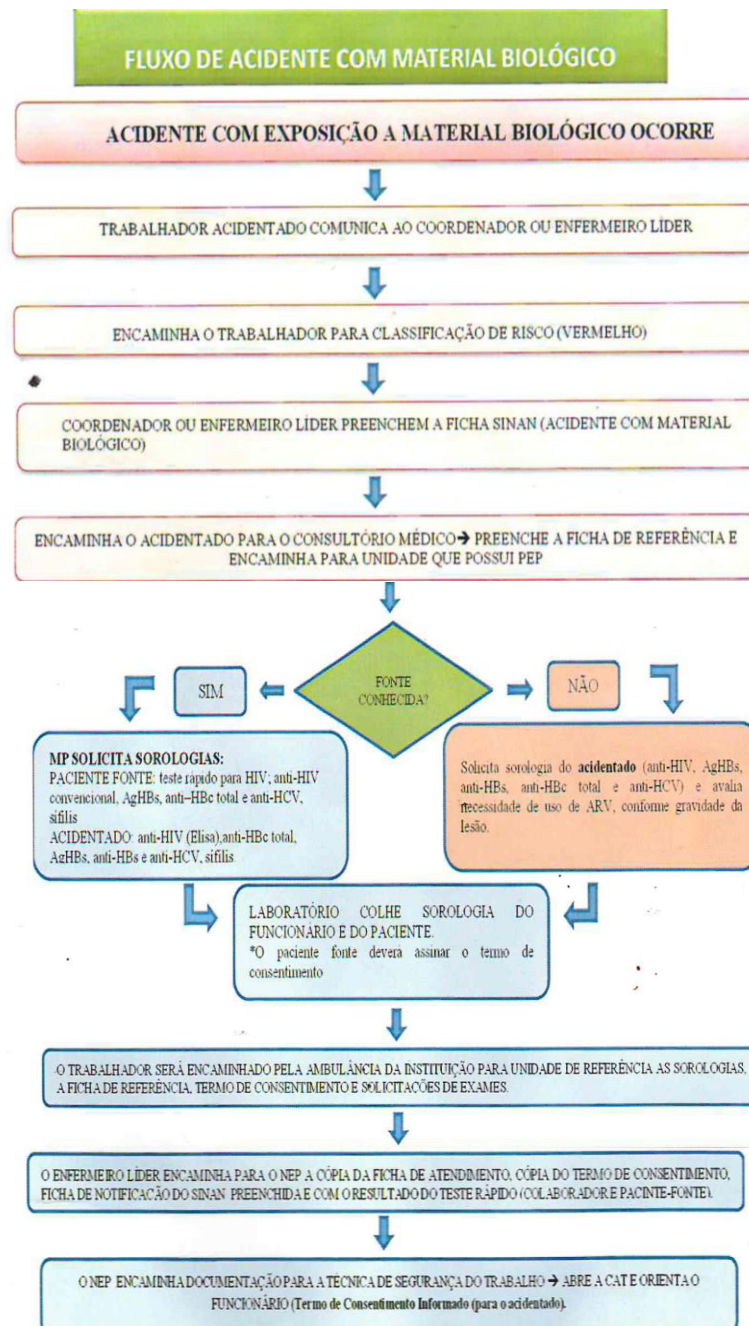 FLUXO DE ACIDENTE COM MATERIAL BIOLÓGICO
ACIDENTE COM EXPOSIÇÃO A MATERIAL BIOLÓGICO OCORRE
TRABALHADOR ACIDENTADO COMUNICA AO COORDENADOR OU ENFERMEIRO LÍDER
ENCAMINHA O TRABALHADOR PARA CLASSIFICAÇÃO DE RISCO (VERMELHO)
COORDENADOR OU ENFERMEIRO LÍDER PREENCHEM A FICHA SINAN (ACIDENTE COM MATERIAL
BIOLÓGICO)
ENCAMINHA O ACIDENTADO PARA O CONSULTÓRIO MÉDICO → PREENCHE A FICHA DE REFERÊNCIA E
ENCAMINHA PARA UNIDADE QUE POSSUI PEP
FONTE
CONHECIDA?
SIM
NÃO
MP SOLICITA SOROLOGIAS:
PACIENTE FONTE: teste rápido para HIV; anti-HIV
convencional, AgHBs, anti-HBc total e anti-HCV,
sífilis
ACIDENTADO: anti-HIV (Elisa),anti-HBc total,
AgHBs, anti-HBs e anti-HCV, sífilis.
Solicita sorologia do acidentado (anti-HIV, AgHBs,
anti-HBs, anti-HBc total e anti-HCV) e avalia
necessidade de uso de ARV, conforme gravidade da
lesão.
LABORATÓRIO COLHE SOROLOGIA DO
FUNCIONÁRIO E DO PACIENTE.
*O paciente fonte deverá assinar o termo de
consentimento
O TRABALHADOR SERÁ ENCAMINHADO PELA AMBULÂNCIA DA INSTITUIÇÃO PARA UNIDADE DE REFERÊNCIA AS SOROLOGIAS,
A FICHA DE REFERÊNCIA, TERMO DE CONSENTIMENTO E SOLICITAÇÕES DE EXAMES.
O ENFERMEIRO LÍDER ENCAMINHA PARA O NEP A CÓPIA DA FICHA DE ATENDIMENTO, CÓPIA DO TERMO DE CONSENTIMENTO,
FICHA DE NOTIFICAÇÃO DO SINAN PREENCHIDA E COM O RESULTADO DO TESTE RÁPIDO (COLABORADOR E PACINTE-FONTE).
O NEP ENCAMINHA DOCUMENTAÇÃO PARA A TÉCNICA DE SEGURANÇA DO TRABALHO → ABRE A CAT E ORIENTA O
FUNCIONÁRIO (Termo de Consentimento Informado (para o acidentado).